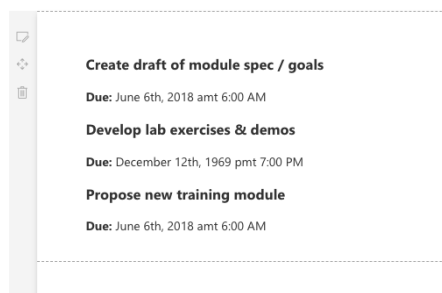 Create draft of module spec / goals
Due: June 6th, 2018 amt 6:00 AM
Develop lab exercises & demos
Due: December 12th, 1969 pmt 7:00 PM
Propose new training module
Due: June 6th, 2018 amt 6:00 AM